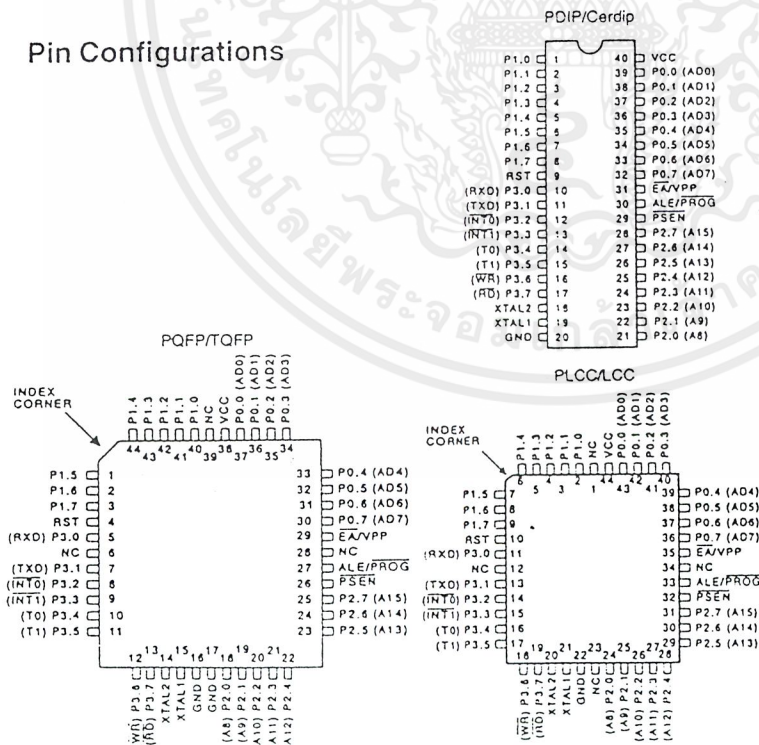 Pin Configurations
PDIP/Cerdip
P1.0 1 40 VCC
P1.1 2 39 P0.0 (AD0)
P1.2 3 38 P0.1 (AD1)
P1.3 4 37 P0.2 (AD2)
P1.4 5 36 P0.3 (AD3)
P1.5 6 35 P0.4 (AD4)
P1.6 7 34 P0.5 (AD5)
P1.7 8 33 P0.6 (AD6)
RST 9 32 P0.7 (AD7)
(RXD) P3.0 10 31 E̅A̅/VPP
(TXD) P3.1 11 30 ALE/P̅R̅O̅G̅
(I̅N̅T̅0̅) P3.2 12 29 P̅S̅E̅N̅
(I̅N̅T̅1̅) P3.3 13 28 P2.7 (A15)
(T0) P3.4 14 27 P2.6 (A14)
(T1) P3.5 15 26 P2.5 (A13)
(W̅R̅) P3.6 16 25 P2.4 (A12)
(R̅D̅) P3.7 17 24 P2.3 (A11)
XTAL2 18 23 P2.2 (A10)
XTAL1 19 22 P2.1 (A9)
GND 20 21 P2.0 (A8)
PQFP/TQFP
INDEX
CORNER
P1.4 P1.3 P1.2 P1.1 P1.0 NC VCC P0.0 (AD0) P0.1 (AD1) P0.2 (AD2) P0.3 (AD3)
44 43 42 41 40 39 38 37 36 35 34
P1.5 1 33 P0.4 (AD4)
P1.6 2 32 P0.5 (AD5)
P1.7 3 31 P0.6 (AD6)
RST 4 30 P0.7 (AD7)
(RXD) P3.0 5 29 E̅A̅/VPP
NC 6 28 NC
(TXD) P3.1 7 27 ALE/P̅R̅O̅G̅
(I̅N̅T̅0̅) P3.2 8 26 P̅S̅E̅N̅
(I̅N̅T̅1̅) P3.3 9 25 P2.7 (A15)
(T0) P3.4 10 24 P2.6 (A14)
(T1) P3.5 11 23 P2.5 (A13)
12 13 14 15 16 17 18 19 20 21 22
(W̅R̅) P3.6 (R̅D̅) P3.7 XTAL2 XTAL1 GND GND (A8) P2.0 (A9) P2.1 (A10) P2.2 (A11) P2.3 (A12) P2.4
PLCC/LCC
INDEX
CORNER
P1.4 P1.3 P1.2 P1.1 P1.0 NC VCC P0.0 (AD0) P0.1 (AD1) P0.2 (AD2) P0.3 (AD3)
6 5 4 3 2 1 44 43 42 41 40
P1.5 7 39 P0.4 (AD4)
P1.6 8 38 P0.5 (AD5)
P1.7 9 37 P0.6 (AD6)
RST 10 36 P0.7 (AD7)
(RXD) P3.0 11 35 E̅A̅/VPP
NC 12 34 NC
(TXD) P3.1 13 33 ALE/P̅R̅O̅G̅
(I̅N̅T̅0̅) P3.2 14 32 P̅S̅E̅N̅
(I̅N̅T̅1̅) P3.3 15 31 P2.7 (A15)
(T0) P3.4 16 30 P2.6 (A14)
(T1) P3.5 17 29 P2.5 (A13)
18 19 20 21 22 23 24 25 26 27 28
(W̅R̅) P3.6 (R̅D̅) P3.7 XTAL2 XTAL1 GND NC (A8) P2.0 (A9) P2.1 (A10) P2.2 (A11) P2.3 (A12) P2.4